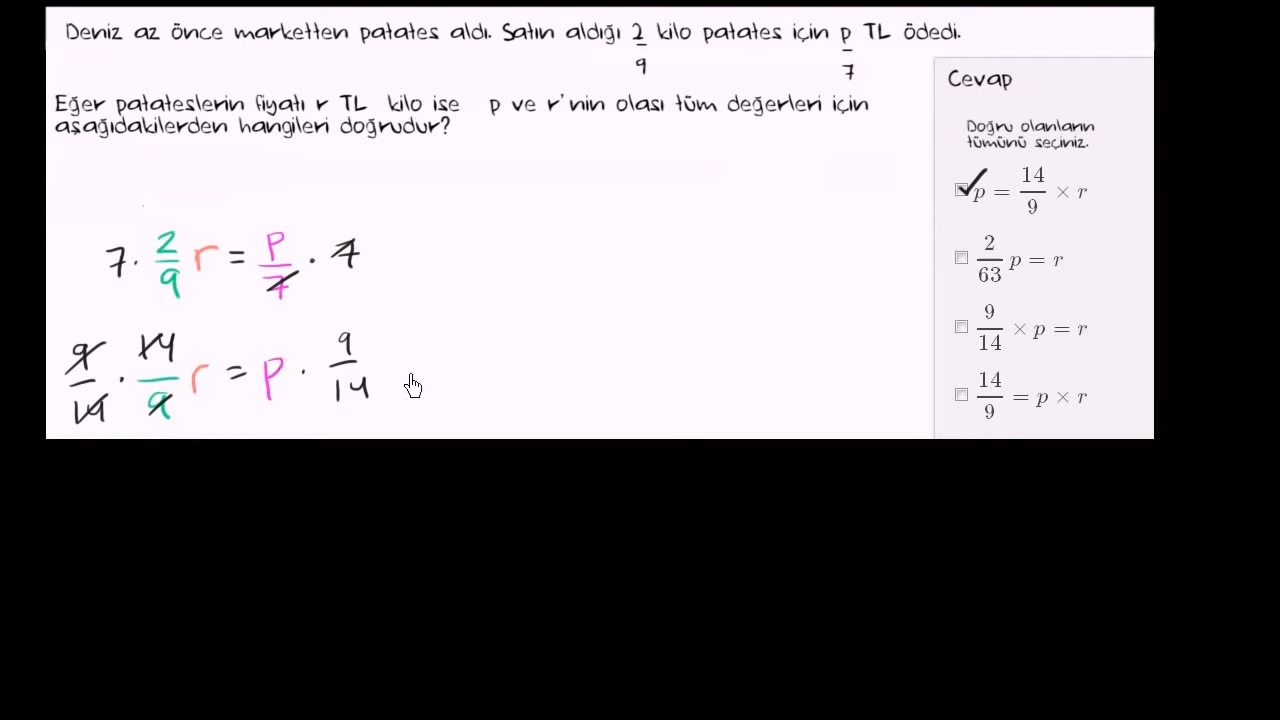 Deniz az önce marketten patates aldı. Satın aldığı 2/9 kilo patates için p/7 TL ödedi.
Eğer patateslerin fiyatı r TL kilo ise p ve r'nin olası tüm değerleri için
aşağıdakilerden hangileri doğrudur?
7 · 2/9 r = p/7 · 7
9/14 · 14/9 r = p · 9/14
Cevap
Doğru olanların
tümünü seçiniz.
p = 14/9 × r
2/63 p = r
9/14 × p = r
14/9 = p × r